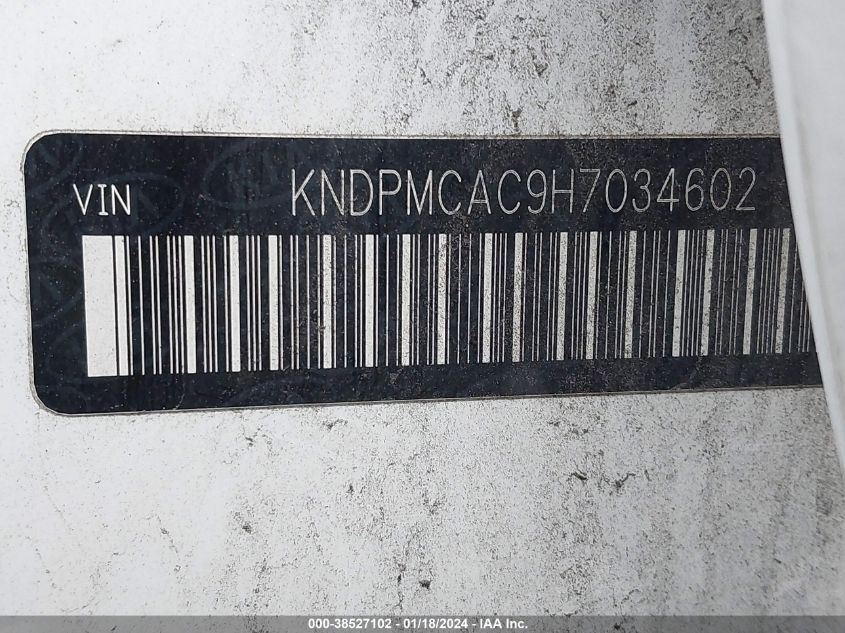 VIN KNDPMCAC9H7034602
000-38527102 - 01/18/2024 - IAA Inc.